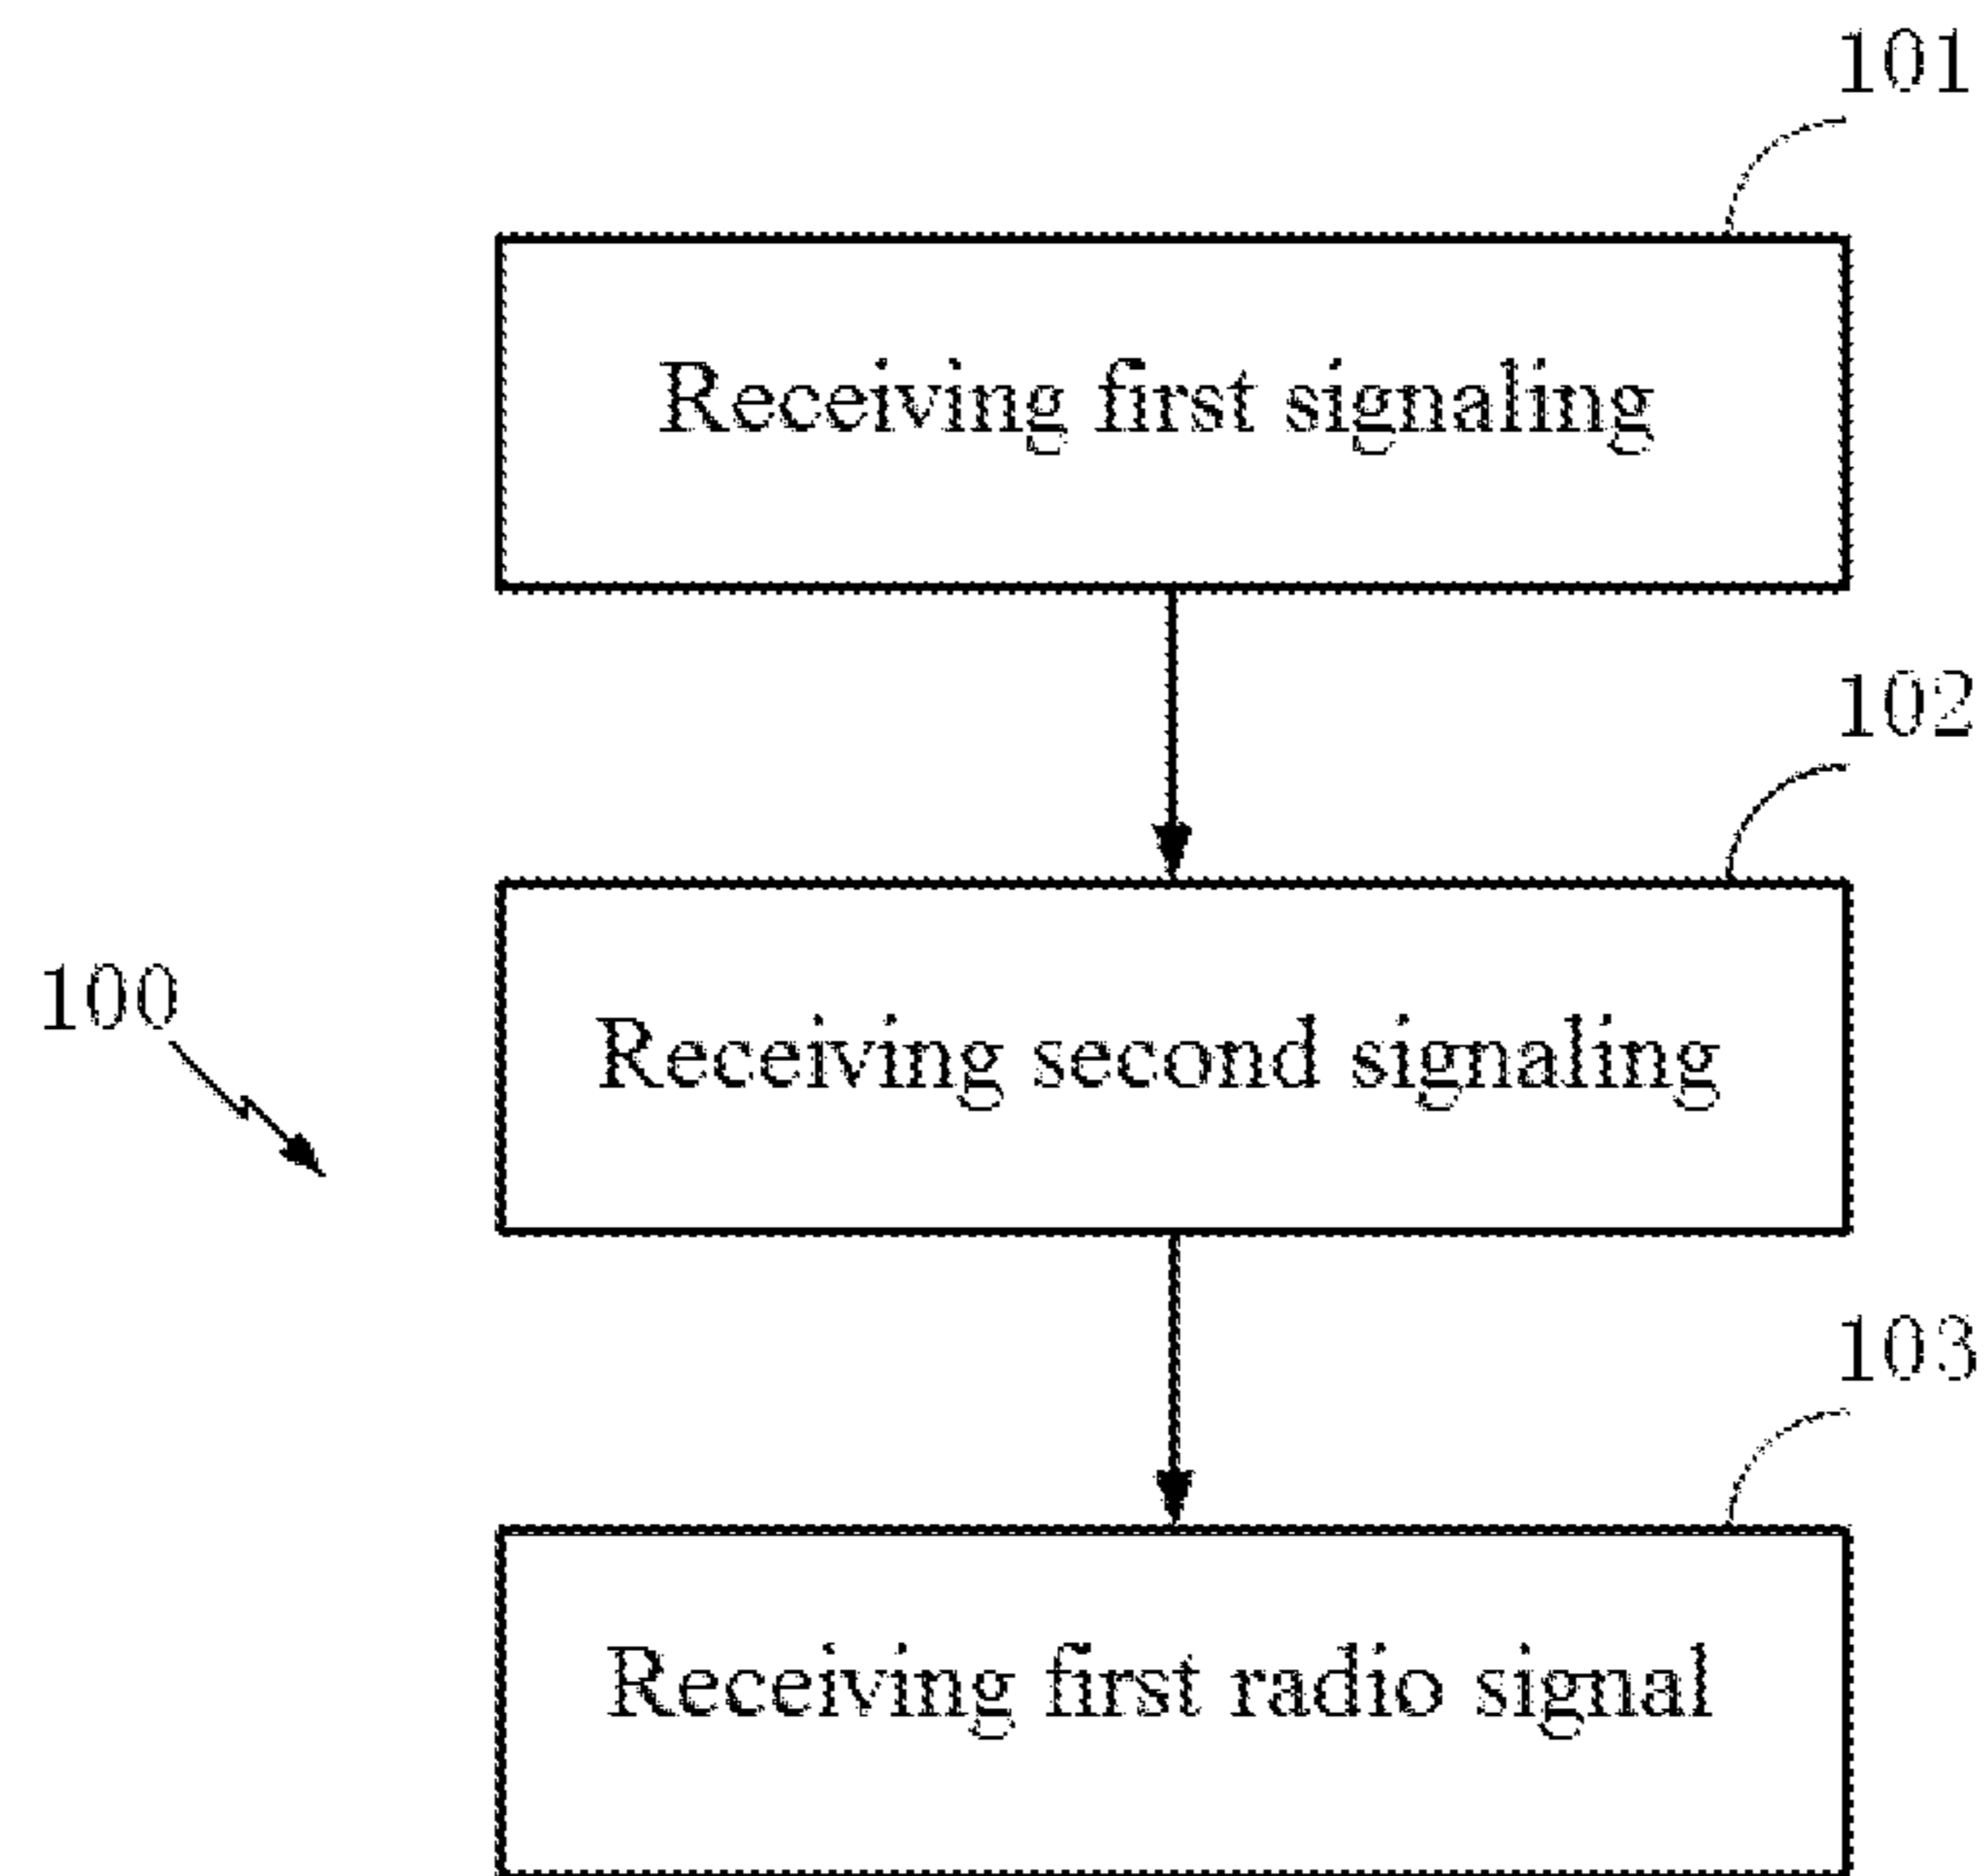 101
Receiving first signaling
102
100
Receiving second signaling
103
Receiving first radio signal